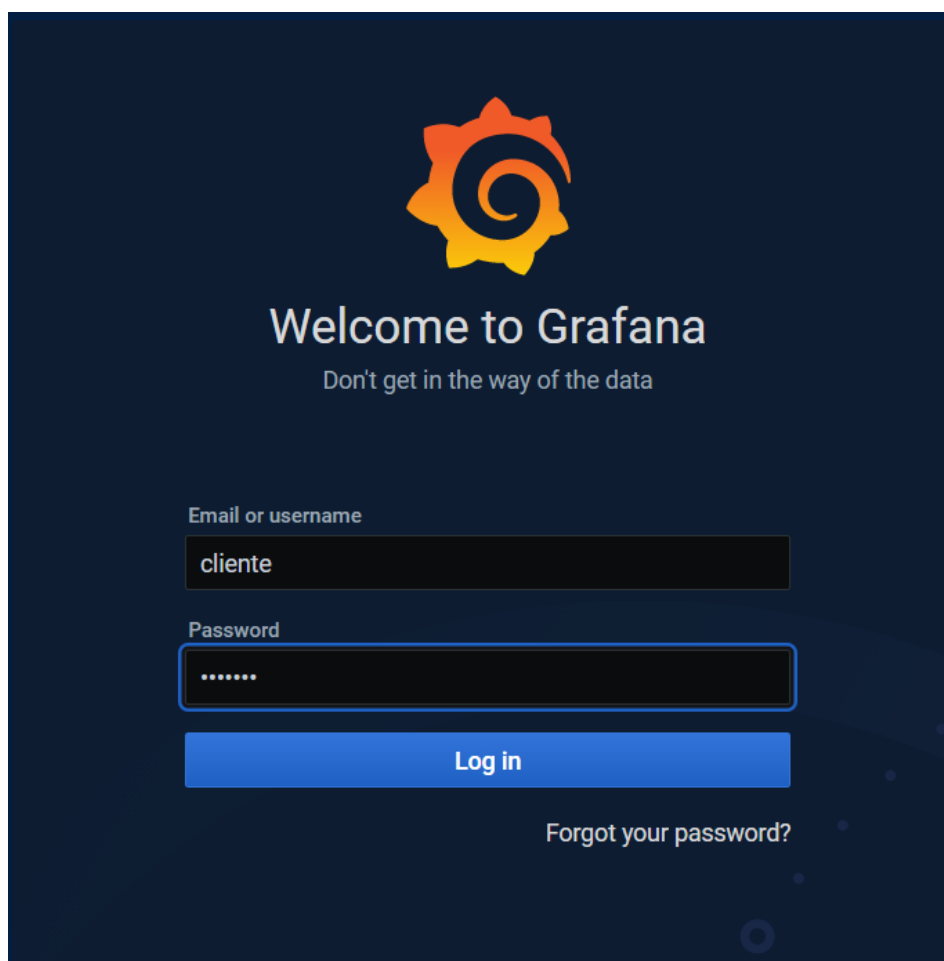 Welcome to Grafana
Don't get in the way of the data
Email or username
cliente
Password
•••••••
Log in
Forgot your password?